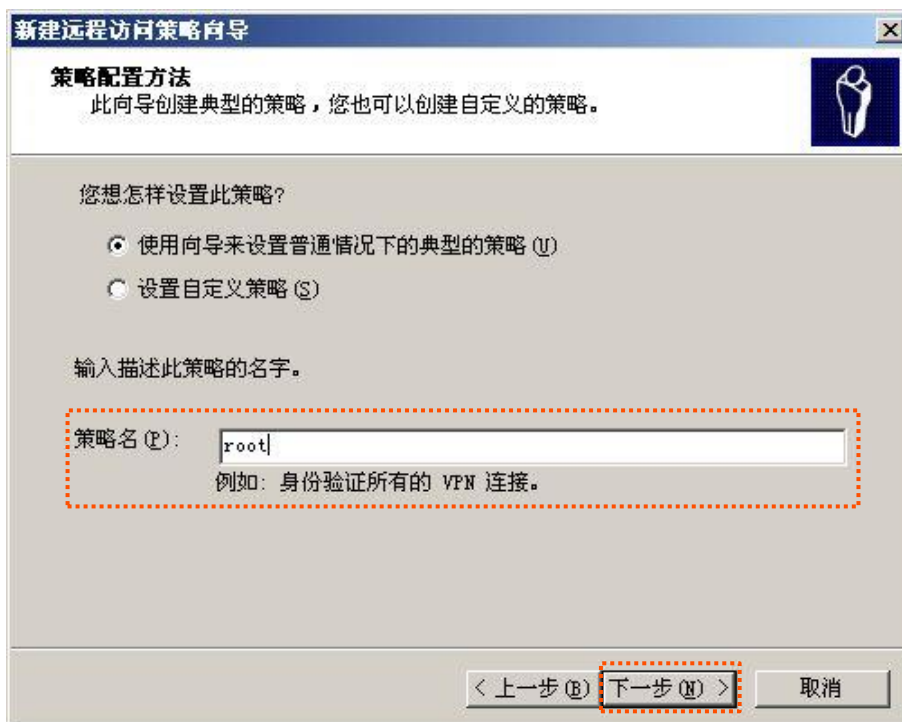 新建远程访问策略向导
策略配置方法
此向导创建典型的策略，您也可以创建自定义的策略。
您想怎样设置此策略?
使用向导来设置普通情况下的典型的策略(U)
设置自定义策略(S)
输入描述此策略的名字。
策略名(P): root
例如: 身份验证所有的 VPN 连接。
< 上一步(B) 下一步(N) > 取消